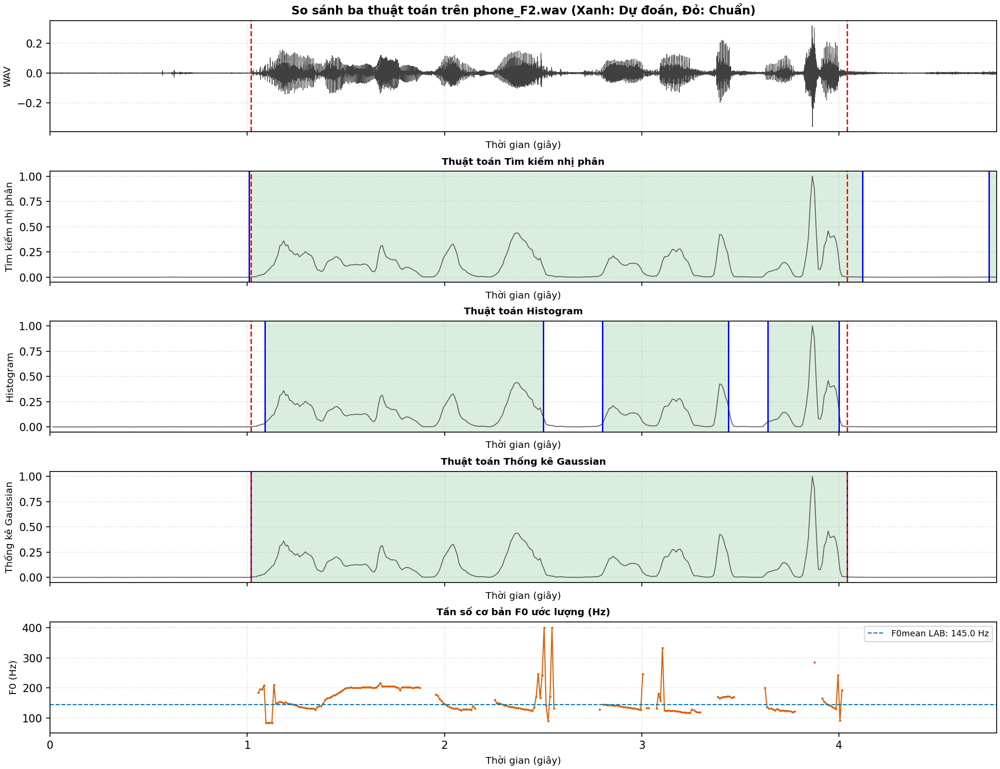 So sánh ba thuật toán trên phone_F2.wav (Xanh: Dự đoán, Đỏ: Chuẩn)
WAV
0.2
0.0
−0.2
Thời gian (giây)
Thuật toán Tìm kiếm nhị phân
Tìm kiếm nhị phân
1.00
0.75
0.50
0.25
0.00
Thời gian (giây)
Thuật toán Histogram
Histogram
1.00
0.75
0.50
0.25
0.00
Thời gian (giây)
Thuật toán Thống kê Gaussian
Thống kê Gaussian
1.00
0.75
0.50
0.25
0.00
Thời gian (giây)
Tần số cơ bản F0 ước lượng (Hz)
F0 (Hz)
400
300
200
100
F0mean LAB: 145.0 Hz
0 1 2 3 4
Thời gian (giây)